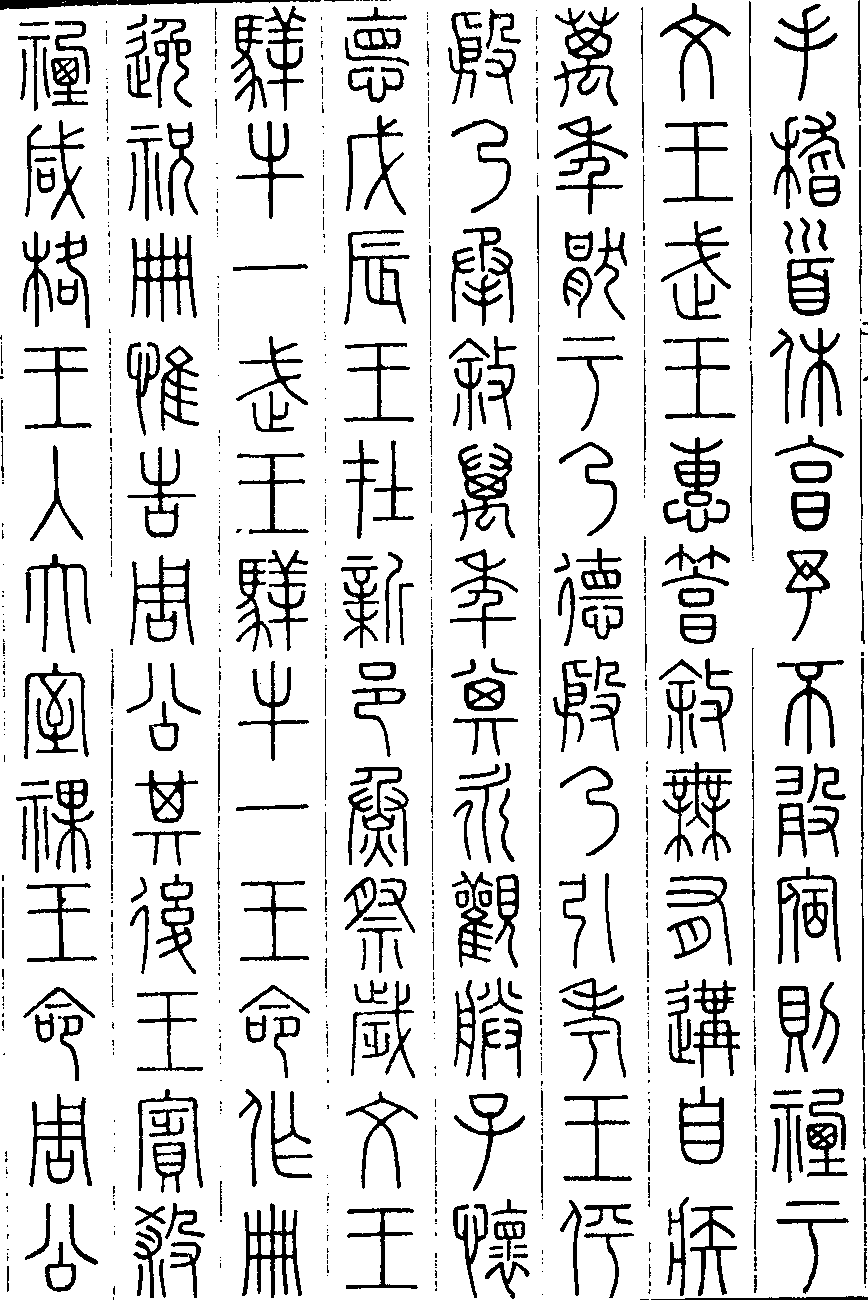 手稽首休享予不敢宿則禋于
文王武王惠篤敘無有遘自疾
萬年猒于乃德殷乃引考王伻
殷乃承敘萬年其永觀朕子懷
悳戊辰王在新邑烝祭歲文王
騂牛一武王騂牛一王命作冊
逸祝冊惟告周公其後王賓殺
禋咸格王入大室祼王命周公